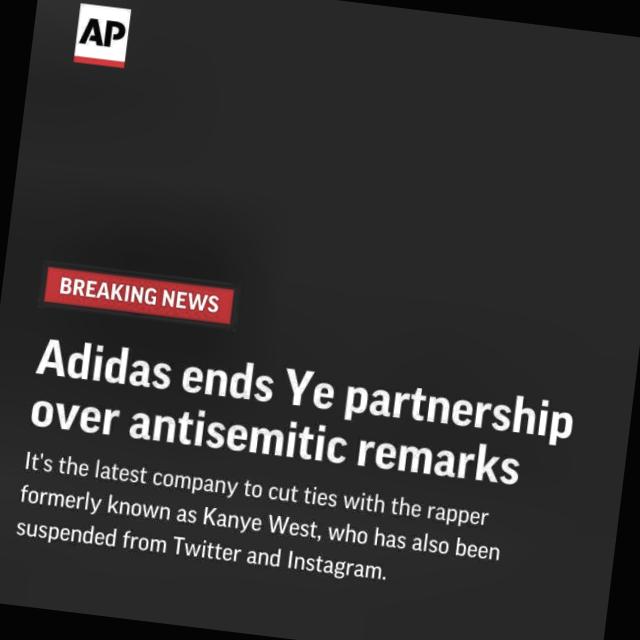 AP
BREAKING NEWS
Adidas ends Ye partnership
over antisemitic remarks
It's the latest company to cut ties with the rapper
formerly known as Kanye West, who has also been
suspended from Twitter and Instagram.